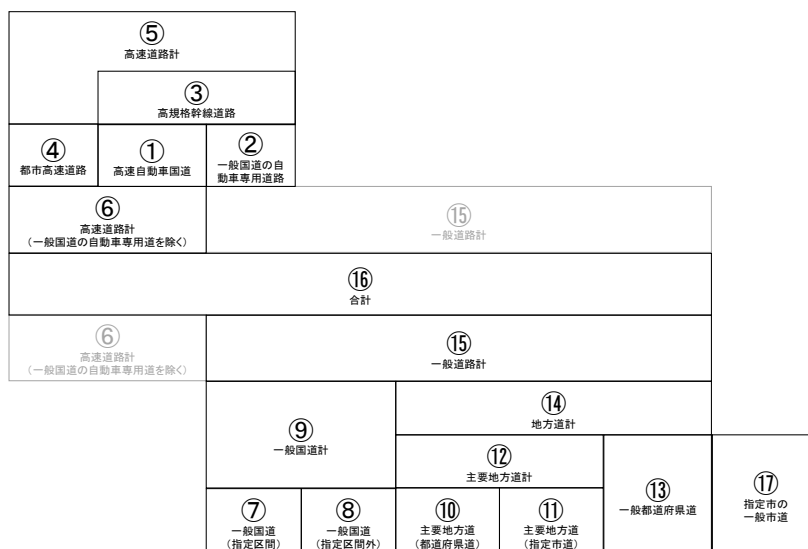 ⑤
高速道路計
③
高規格幹線道路
④
都市高速道路
①
高速自動車国道
②
一般国道の自
動車専用道路
⑥
高速道路計
(一般国道の自動車専用道を除く)
⑮
一般道路計
⑯
合計
⑥
高速道路計
(一般国道の自動車専用道を除く)
⑮
一般道路計
⑨
一般国道計
⑭
地方道計
⑫
主要地方道計
⑬
一般都道府県道
⑰
指定市の
一般市道
⑦
一般国道
(指定区間)
⑧
一般国道
(指定区間外)
⑩
主要地方道
(都道府県道)
⑪
主要地方道
(指定市道)